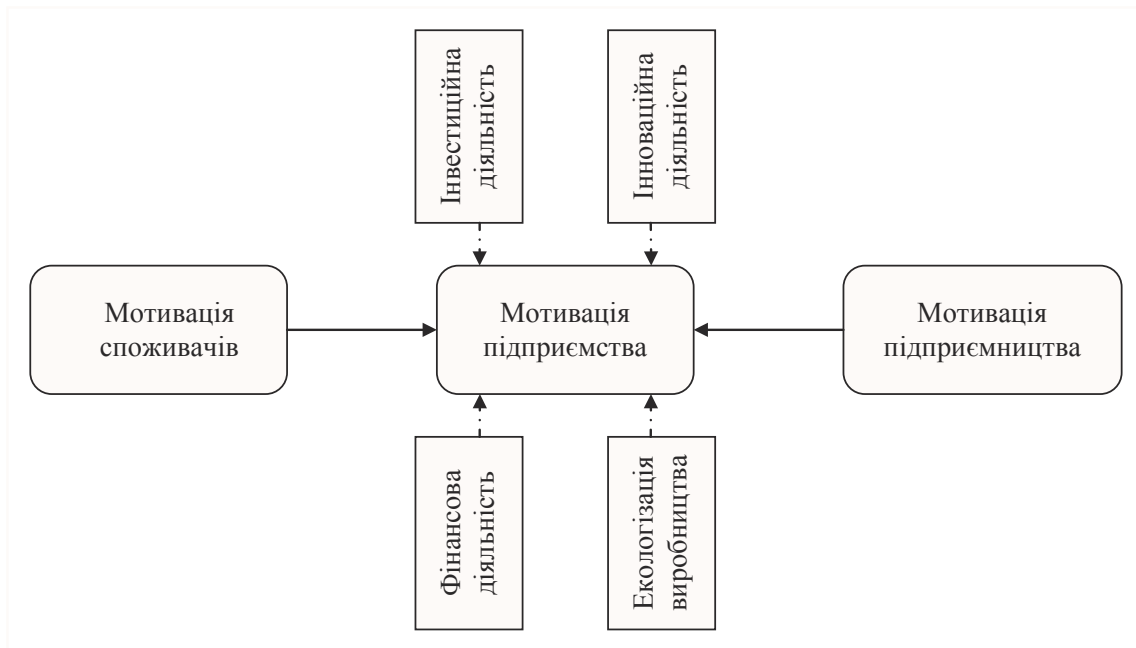 Інвестиційна
діяльність
Інноваційна
діяльність
Мотивація
споживачів
Мотивація
підприємства
Мотивація
підприємництва
Фінансова
діяльність
Екологізація
виробництва